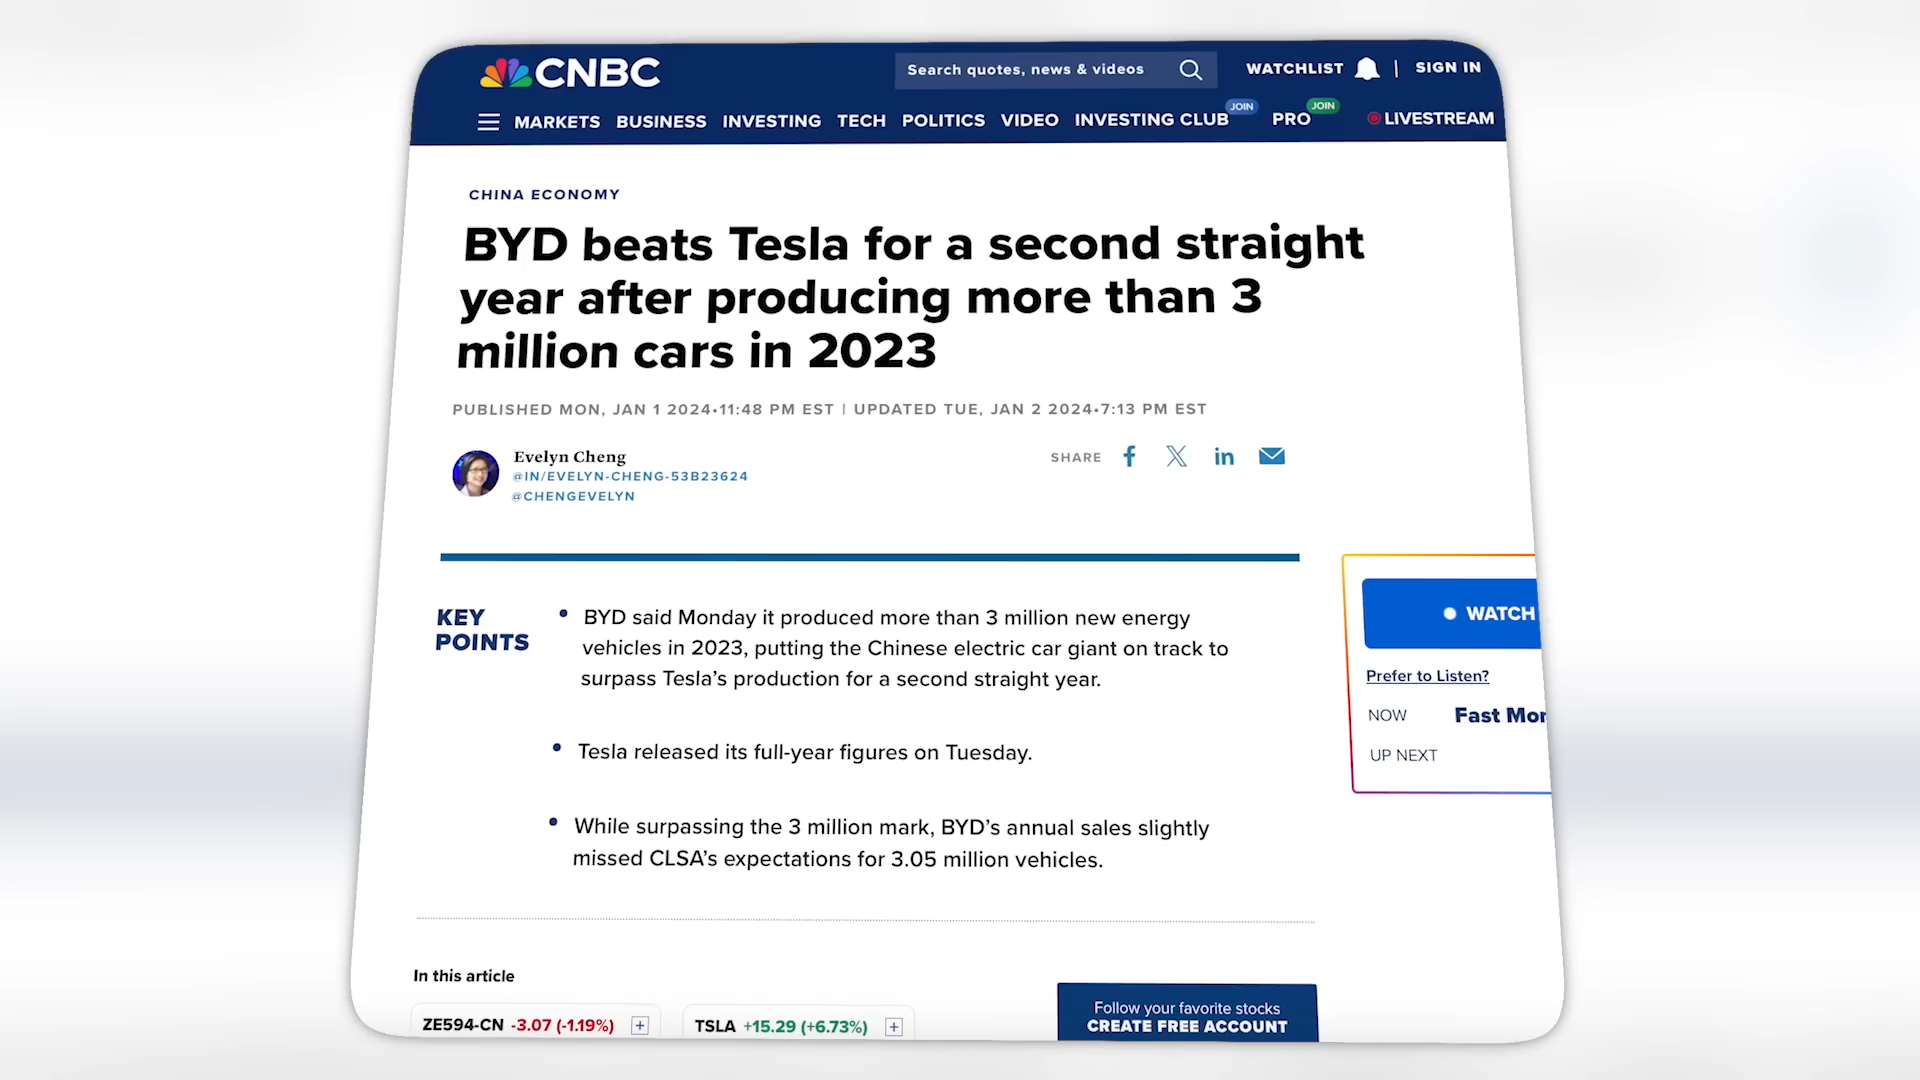 CNBC
Search quotes, news & videos
WATCHLIST | SIGN IN
MARKETS BUSINESS INVESTING TECH POLITICS VIDEO INVESTING CLUB JOIN PRO JOIN LIVESTREAM
CHINA ECONOMY
BYD beats Tesla for a second straight
year after producing more than 3
million cars in 2023
PUBLISHED MON, JAN 1 2024•11:48 PM EST | UPDATED TUE, JAN 2 2024•7:13 PM EST
Evelyn Cheng
@IN/EVELYN-CHENG-53B23624
@CHENGEVELYN
SHARE
KEY
POINTS
• BYD said Monday it produced more than 3 million new energy
vehicles in 2023, putting the Chinese electric car giant on track to
surpass Tesla’s production for a second straight year.
• Tesla released its full-year figures on Tuesday.
• While surpassing the 3 million mark, BYD’s annual sales slightly
missed CLSA’s expectations for 3.05 million vehicles.
WATCH
Prefer to Listen?
NOW Fast Mon
UP NEXT
In this article
ZE594-CN -3.07 (-1.19%) +
TSLA +15.29 (+6.73%) +
Follow your favorite stocks
CREATE FREE ACCOUNT